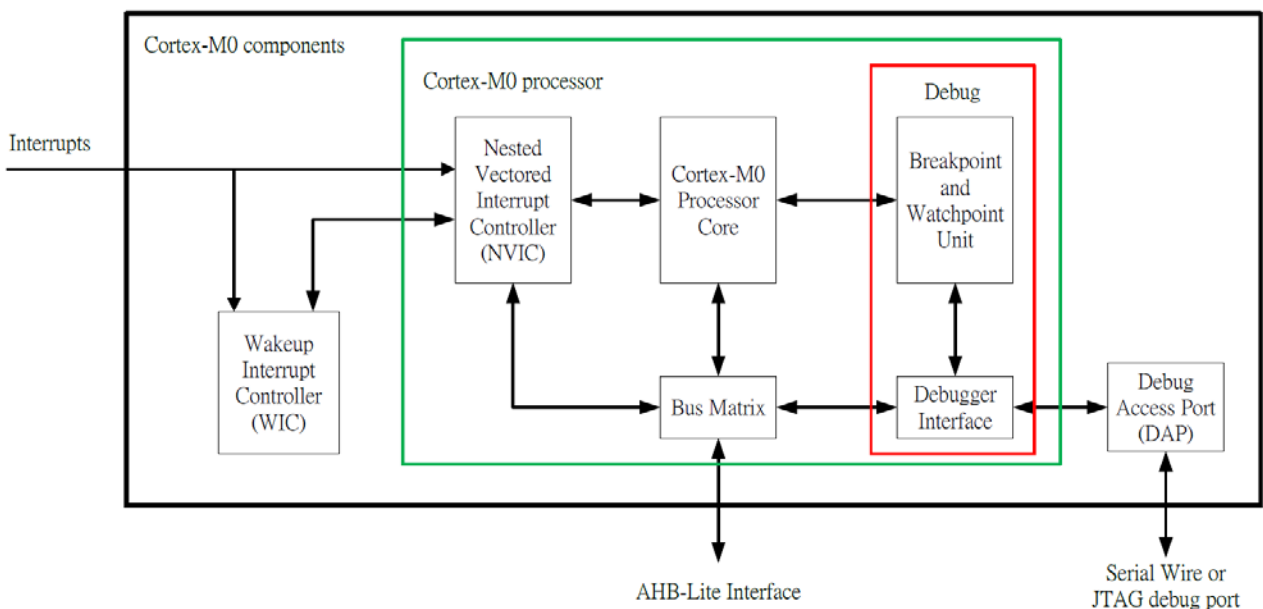 Cortex-M0 components
Cortex-M0 processor
Debug
Interrupts
Nested
Vectored
Interrupt
Controller
(NVIC)
Cortex-M0
Processor
Core
Breakpoint
and
Watchpoint
Unit
Wakeup
Interrupt
Controller
(WIC)
Bus Matrix
Debugger
Interface
Debug
Access Port
(DAP)
AHB-Lite Interface
Serial Wire or
JTAG debug port